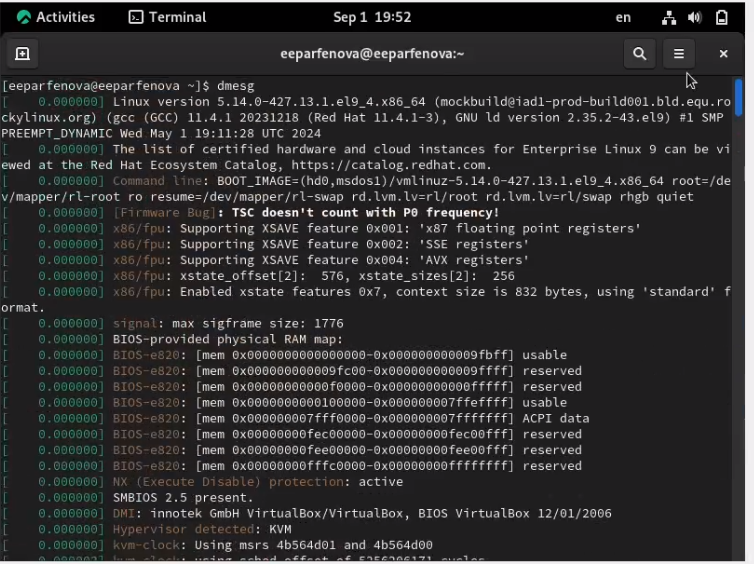 Activities Terminal Sep 1 19:52 en
eeparfenova@eeparfenova:~
[eeparfenova@eeparfenova ~]$ dmesg
[    0.000000] Linux version 5.14.0-427.13.1.el9_4.x86_64 (mockbuild@iad1-prod-build001.bld.equ.ro
ckylinux.org) (gcc (GCC) 11.4.1 20231218 (Red Hat 11.4.1-3), GNU ld version 2.35.2-43.el9) #1 SMP
PREEMPT_DYNAMIC Wed May 1 19:11:28 UTC 2024
[    0.000000] The list of certified hardware and cloud instances for Enterprise Linux 9 can be vi
ewed at the Red Hat Ecosystem Catalog, https://catalog.redhat.com.
[    0.000000] Command line: BOOT_IMAGE=(hd0,msdos1)/vmlinuz-5.14.0-427.13.1.el9_4.x86_64 root=/de
v/mapper/rl-root ro resume=/dev/mapper/rl-swap rd.lvm.lv=rl/root rd.lvm.lv=rl/swap rhgb quiet
[    0.000000] [Firmware Bug]: TSC doesn't count with P0 frequency!
[    0.000000] x86/fpu: Supporting XSAVE feature 0x001: 'x87 floating point registers'
[    0.000000] x86/fpu: Supporting XSAVE feature 0x002: 'SSE registers'
[    0.000000] x86/fpu: Supporting XSAVE feature 0x004: 'AVX registers'
[    0.000000] x86/fpu: xstate_offset[2]:  576, xstate_sizes[2]:  256
[    0.000000] x86/fpu: Enabled xstate features 0x7, context size is 832 bytes, using 'standard' f
ormat.
[    0.000000] signal: max sigframe size: 1776
[    0.000000] BIOS-provided physical RAM map:
[    0.000000] BIOS-e820: [mem 0x0000000000000000-0x000000000009fbff] usable
[    0.000000] BIOS-e820: [mem 0x000000000009fc00-0x000000000009ffff] reserved
[    0.000000] BIOS-e820: [mem 0x00000000000f0000-0x00000000000fffff] reserved
[    0.000000] BIOS-e820: [mem 0x0000000000100000-0x000000007ffeffff] usable
[    0.000000] BIOS-e820: [mem 0x000000007fff0000-0x000000007fffffff] ACPI data
[    0.000000] BIOS-e820: [mem 0x00000000fec00000-0x00000000fec00fff] reserved
[    0.000000] BIOS-e820: [mem 0x00000000fee00000-0x00000000fee00fff] reserved
[    0.000000] BIOS-e820: [mem 0x00000000fffc0000-0x00000000ffffffff] reserved
[    0.000000] NX (Execute Disable) protection: active
[    0.000000] SMBIOS 2.5 present.
[    0.000000] DMI: innotek GmbH VirtualBox/VirtualBox, BIOS VirtualBox 12/01/2006
[    0.000000] Hypervisor detected: KVM
[    0.000000] kvm-clock: Using msrs 4b564d01 and 4b564d00
kvm-clock: using sched offset of cycles